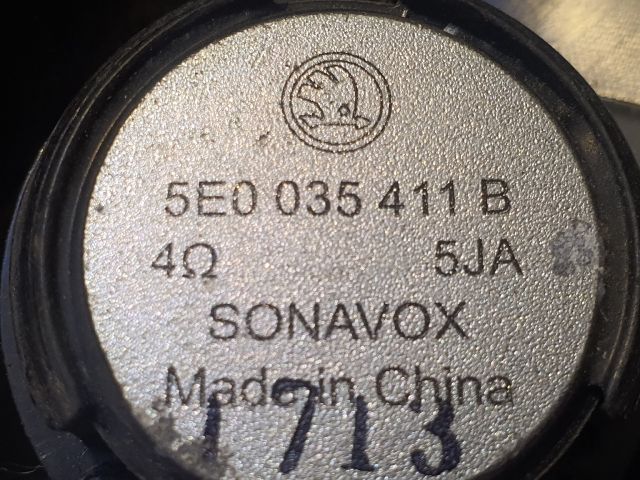 5E0 035 411 B
4Ω 5JA
SONAVOX
Made in China
1713